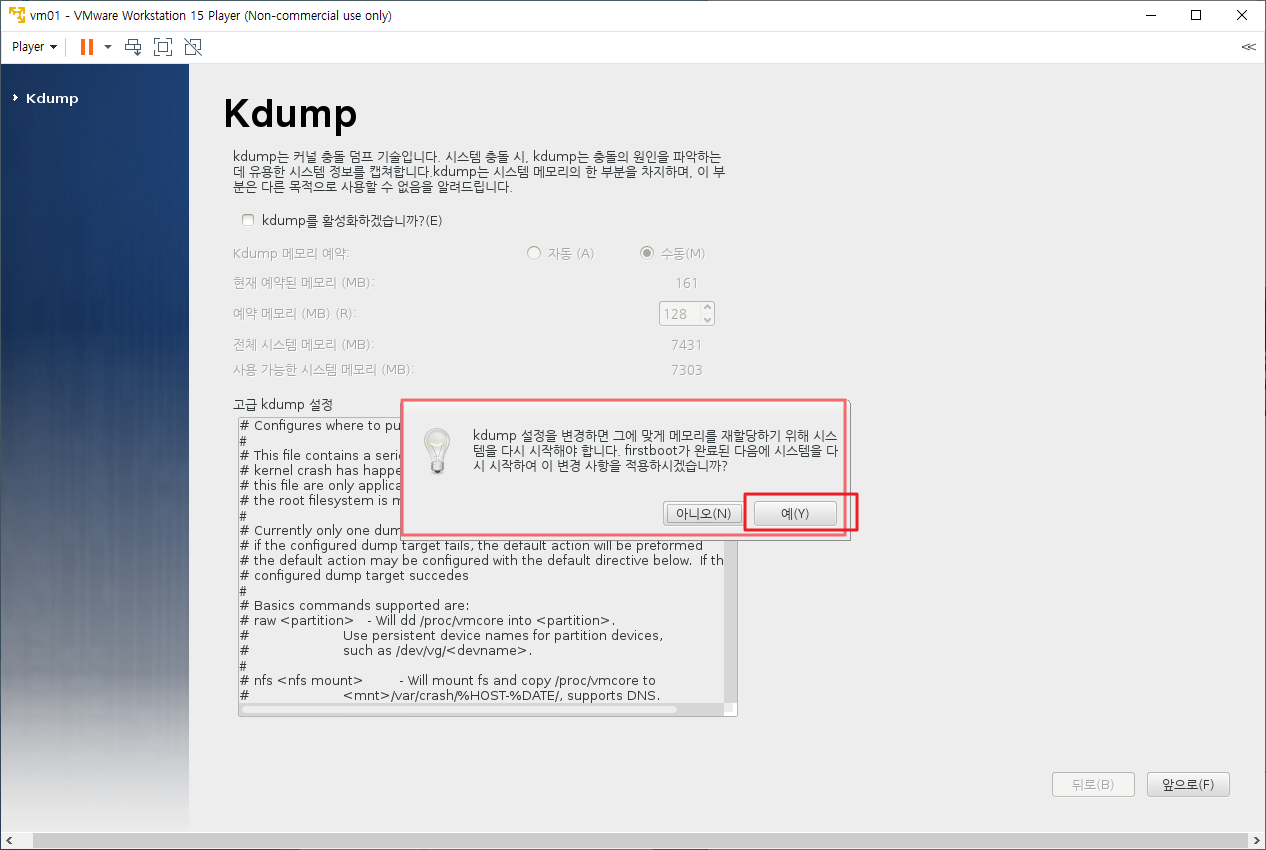 vm01 - VMware Workstation 15 Player (Non-commercial use only)
Player
Kdump
Kdump
kdump는 커널 충돌 덤프 기술입니다. 시스템 충돌 시, kdump는 충돌의 원인을 파악하는
데 유용한 시스템 정보를 캡쳐합니다.kdump는 시스템 메모리의 한 부분을 차지하며, 이 부
분은 다른 목적으로 사용할 수 없음을 알려드립니다.
kdump를 활성화하겠습니까?(E)
Kdump 메모리 예약: 자동 (A) 수동(M)
현재 예약된 메모리 (MB): 161
예약 메모리 (MB) (R): 128
전체 시스템 메모리 (MB): 7431
사용 가능한 시스템 메모리 (MB): 7303
고급 kdump 설정
# Configures where to pu
#
# This file contains a seri
# kernel crash has happe
# this file are only applica
# the root filesystem is m
#
# Currently only one dum
# if the configured dump target fails, the default action will be preformed
# the default action may be configured with the default directive below.  If th
# configured dump target succedes
#
# Basics commands supported are:
# raw <partition>   - Will dd /proc/vmcore into <partition>.
# Use persistent device names for partition devices,
# such as /dev/vg/<devname>.
#
# nfs <nfs mount>   - Will mount fs and copy /proc/vmcore to
# <mnt>/var/crash/%HOST-%DATE/, supports DNS.
kdump 설정을 변경하면 그에 맞게 메모리를 재할당하기 위해 시스
템을 다시 시작해야 합니다. firstboot가 완료된 다음에 시스템을 다
시 시작하여 이 변경 사항을 적용하시겠습니까?
아니오(N) 예(Y)
뒤로(B) 앞으로(F)